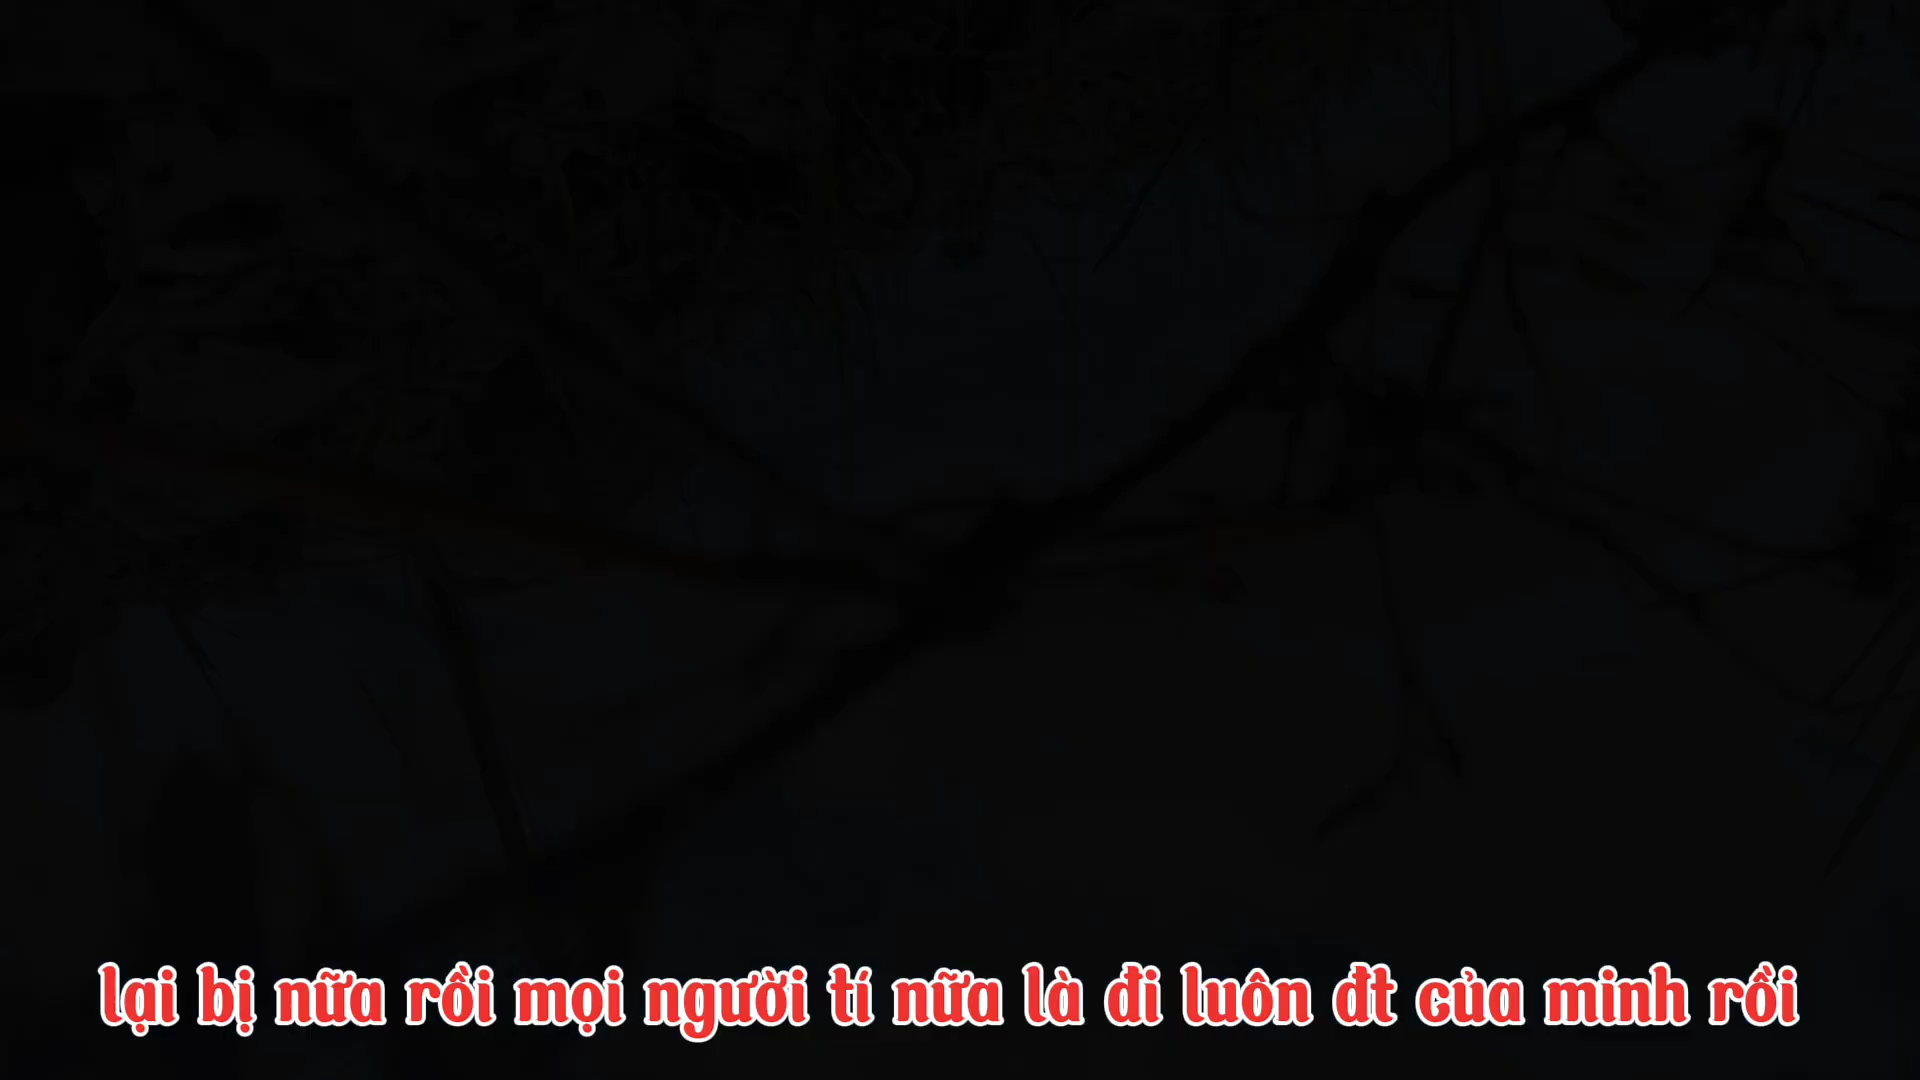 lại bị nữa rồi mọi người tí nữa là đi luôn đt của minh rồi